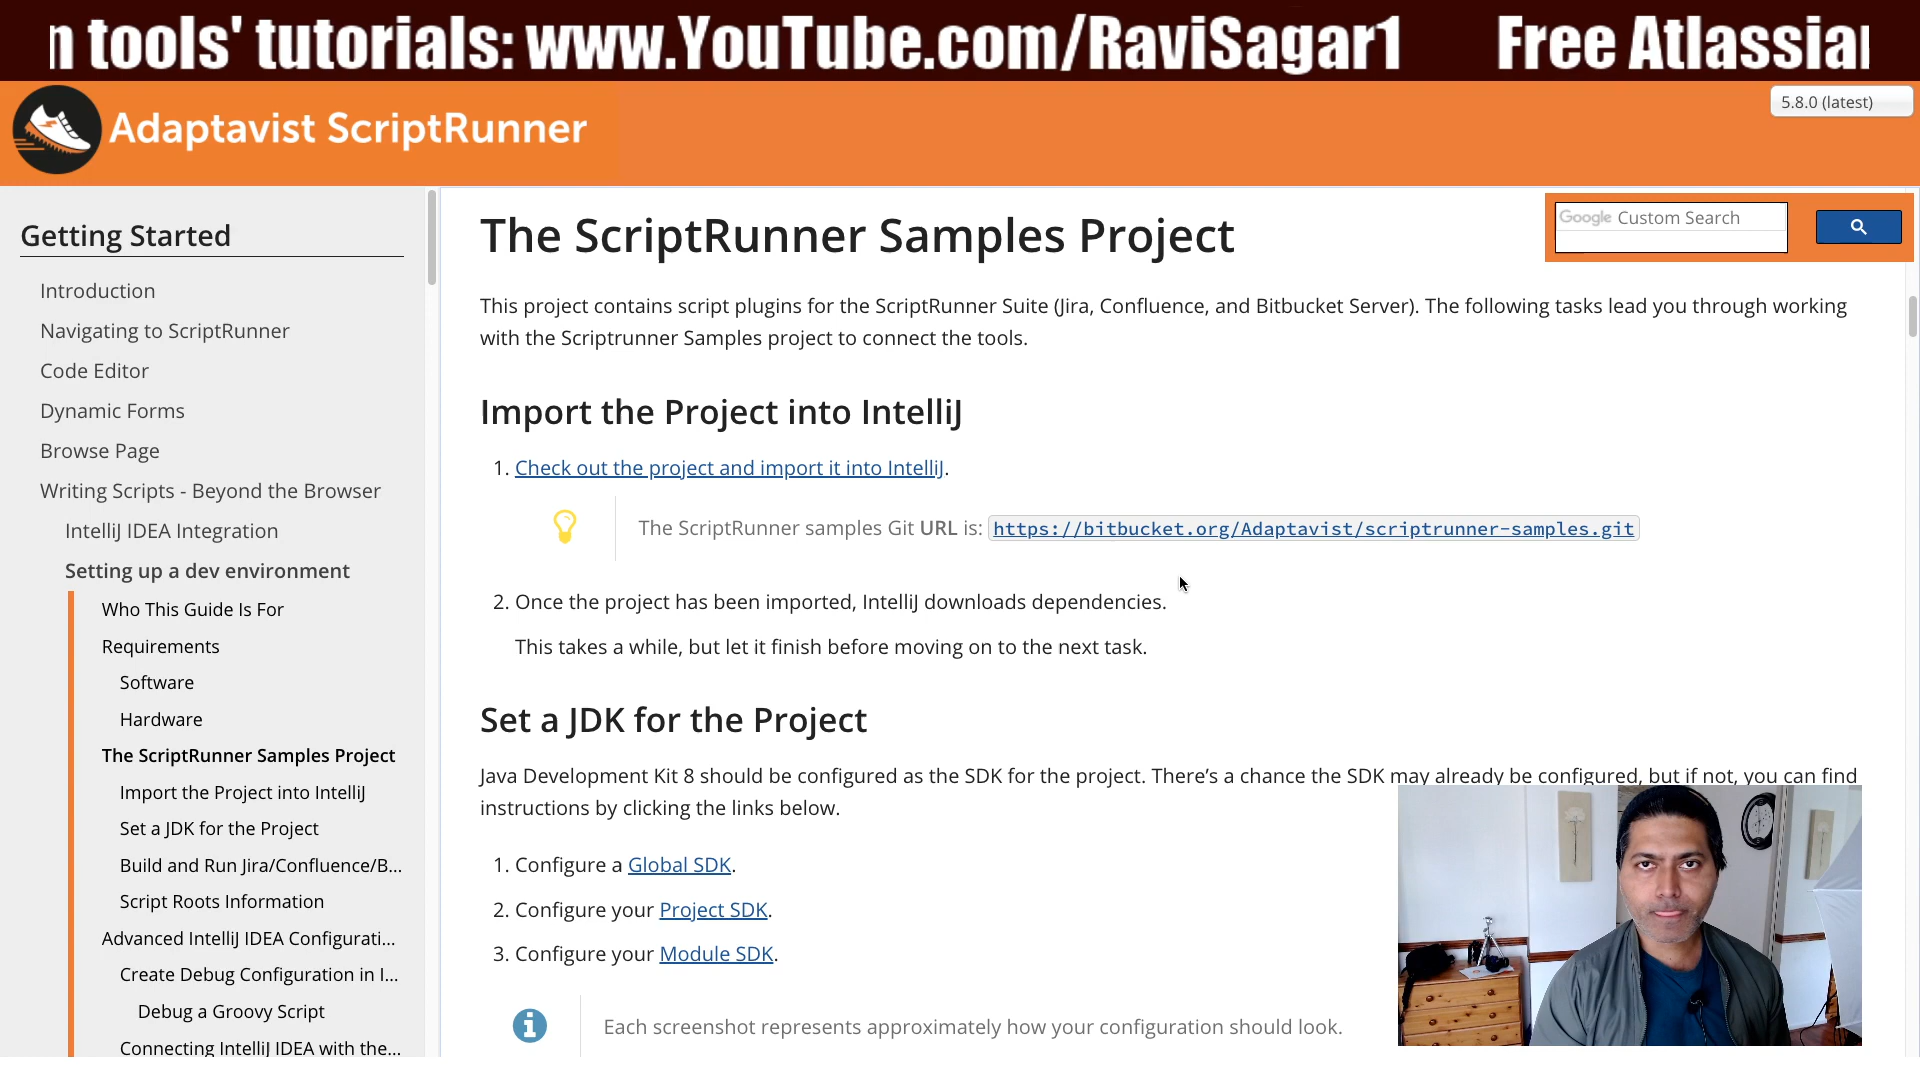 n tools' tutorials: www.YouTube.com/RaviSagar1 Free Atlassian
Adaptavist ScriptRunner
5.8.0 (latest)
Getting Started
Introduction
Navigating to ScriptRunner
Code Editor
Dynamic Forms
Browse Page
Writing Scripts - Beyond the Browser
IntelliJ IDEA Integration
Setting up a dev environment
Who This Guide Is For
Requirements
Software
Hardware
The ScriptRunner Samples Project
Import the Project into IntelliJ
Set a JDK for the Project
Build and Run Jira/Confluence/B...
Script Roots Information
Advanced IntelliJ IDEA Configurati...
Create Debug Configuration in I...
Debug a Groovy Script
Connecting IntelliJ IDEA with the...
The ScriptRunner Samples Project
Google Custom Search
This project contains script plugins for the ScriptRunner Suite (Jira, Confluence, and Bitbucket Server). The following tasks lead you through working
with the Scriptrunner Samples project to connect the tools.
Import the Project into IntelliJ
1. Check out the project and import it into IntelliJ.
The ScriptRunner samples Git URL is: https://bitbucket.org/Adaptavist/scriptrunner-samples.git
2. Once the project has been imported, IntelliJ downloads dependencies.
This takes a while, but let it finish before moving on to the next task.
Set a JDK for the Project
Java Development Kit 8 should be configured as the SDK for the project. There's a chance the SDK may already be configured, but if not, you can find
instructions by clicking the links below.
1. Configure a Global SDK.
2. Configure your Project SDK.
3. Configure your Module SDK.
Each screenshot represents approximately how your configuration should look.